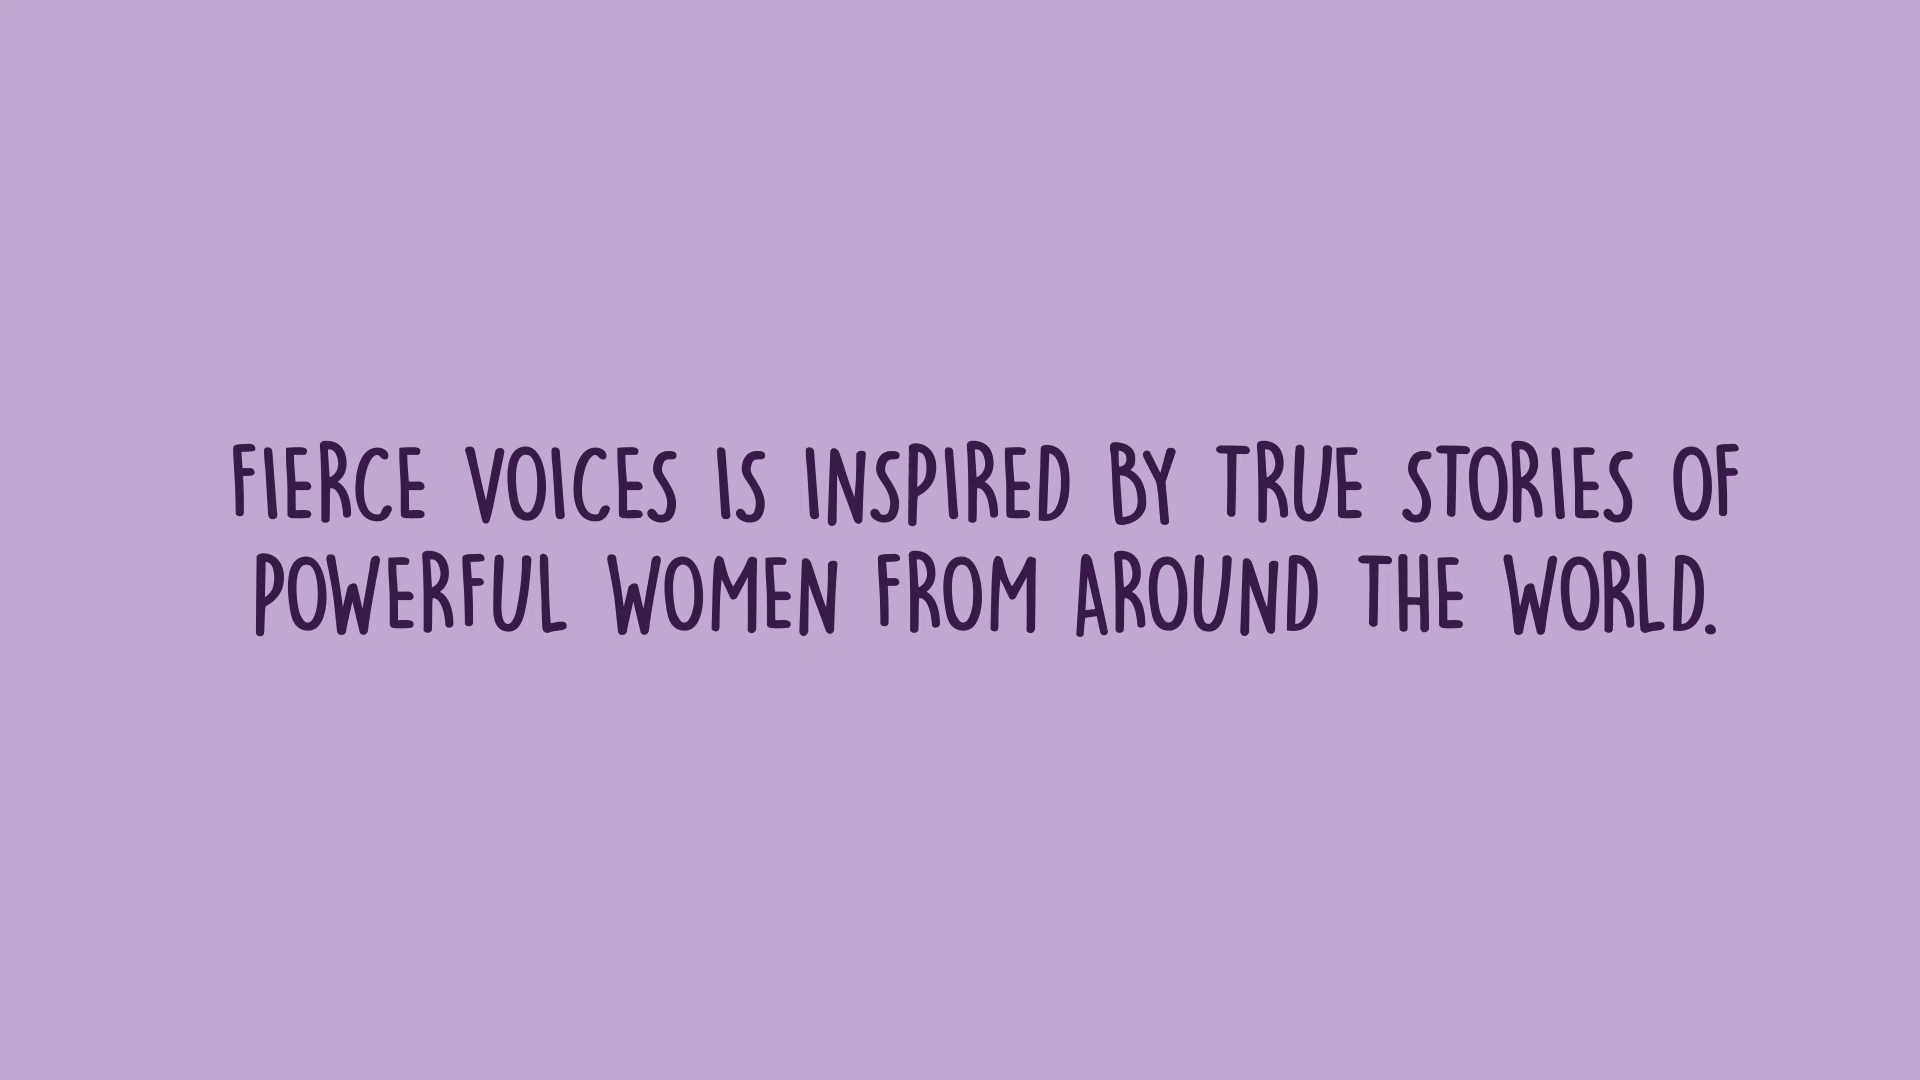 FIERCE VOICES IS INSPIRED BY TRUE STORIES OF
POWERFUL WOMEN FROM AROUND THE WORLD.